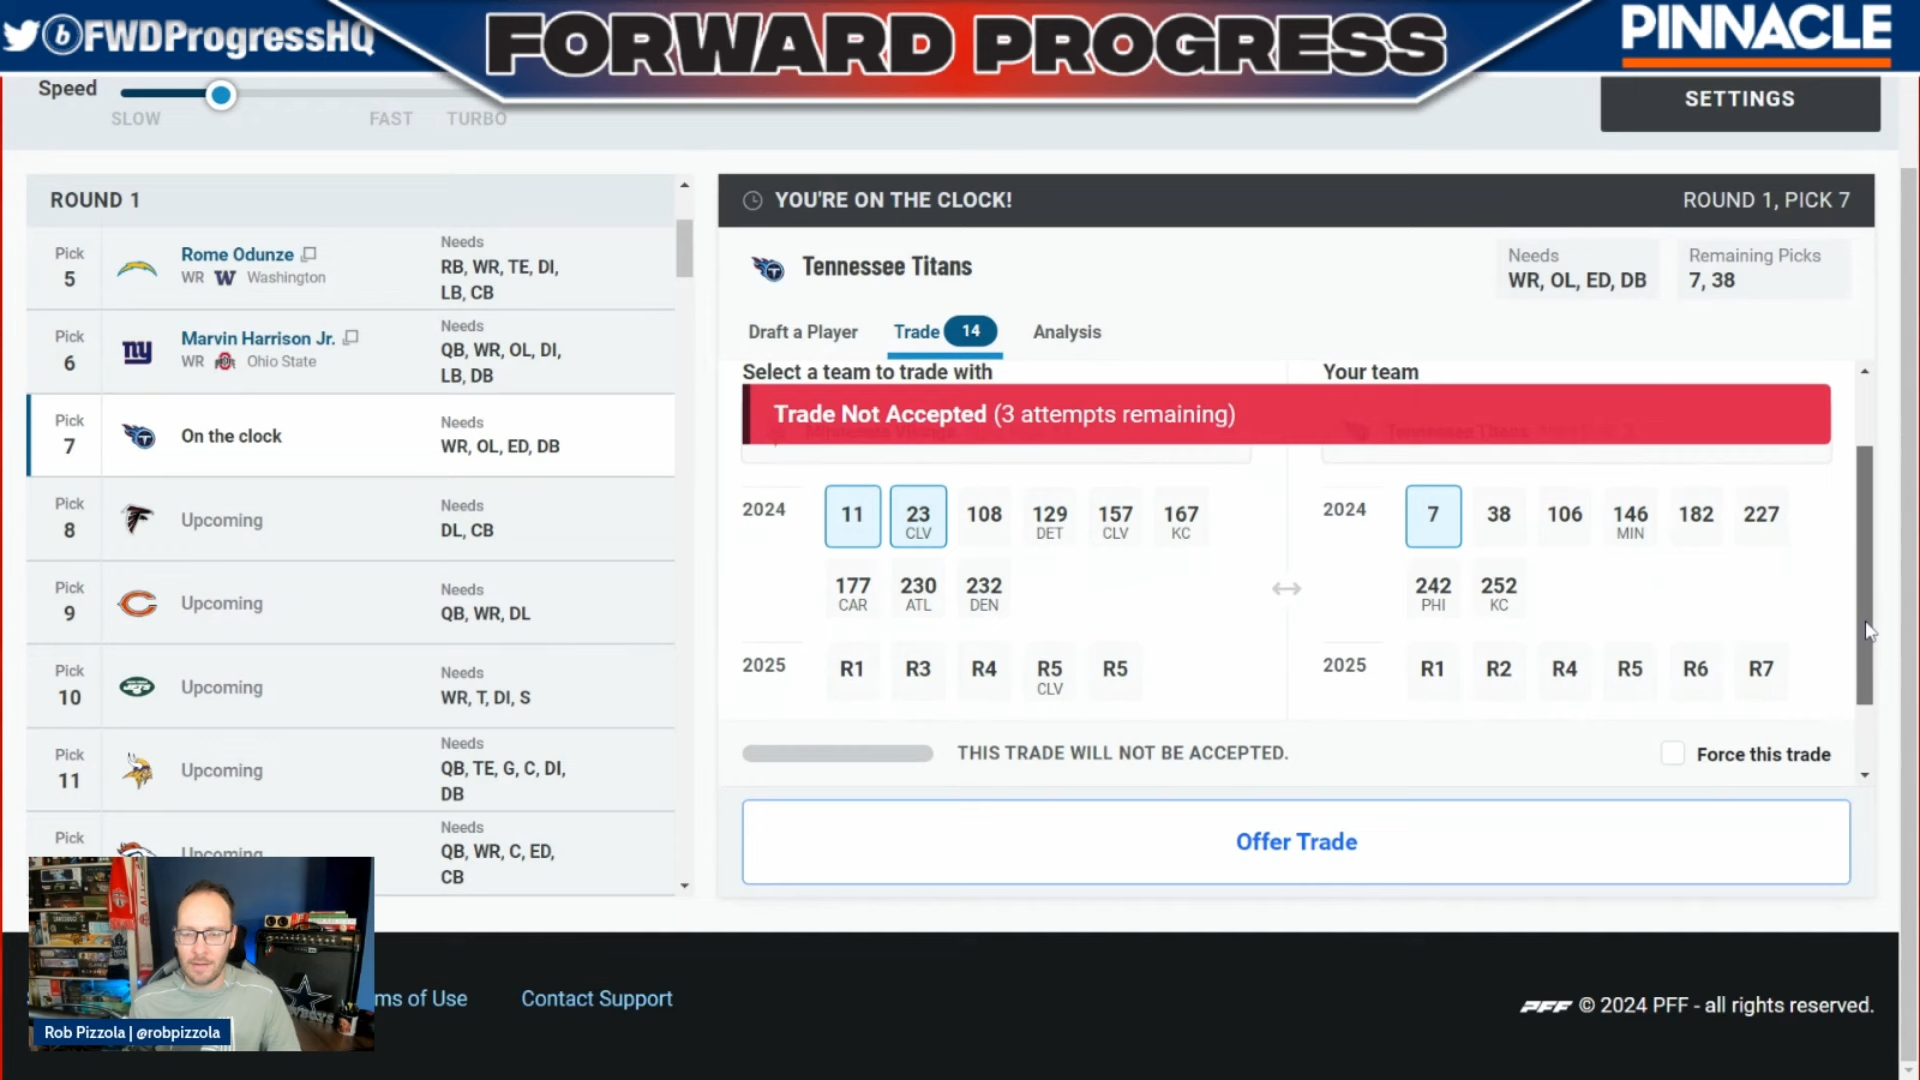 FWDProgressHQ
FORWARD PROGRESS
PINNACLE
Speed
SLOW
FAST
TURBO
SETTINGS
ROUND 1
Pick
5
Rome Odunze
WR W Washington
Needs
RB, WR, TE, DI,
LB, CB
Pick
6
ny
Marvin Harrison Jr.
WR Ohio State
Needs
QB, WR, OL, DI,
LB, DB
Pick
7
On the clock
Needs
WR, OL, ED, DB
Pick
8
Upcoming
Needs
DL, CB
Pick
9
Upcoming
Needs
QB, WR, DL
Pick
10
Upcoming
Needs
WR, T, DI, S
Pick
11
Upcoming
Needs
QB, TE, G, C, DI,
DB
Pick
Upcoming
Needs
QB, WR, C, ED,
CB
YOU'RE ON THE CLOCK!
ROUND 1, PICK 7
Tennessee Titans
Needs
WR, OL, ED, DB
Remaining Picks
7, 38
Draft a Player
Trade 14
Analysis
Select a team to trade with
Your team
Trade Not Accepted (3 attempts remaining)
2024
11
23
CLV
108
129
DET
157
CLV
167
KC
177
CAR
230
ATL
232
DEN
2025
R1
R3
R4
R5
CLV
R5
2024
7
38
106
146
MIN
182
227
242
PHI
252
KC
2025
R1
R2
R4
R5
R6
R7
THIS TRADE WILL NOT BE ACCEPTED.
Force this trade
Offer Trade
ms of Use
Contact Support
PFF © 2024 PFF - all rights reserved.
Rob Pizzola | @robpizzola